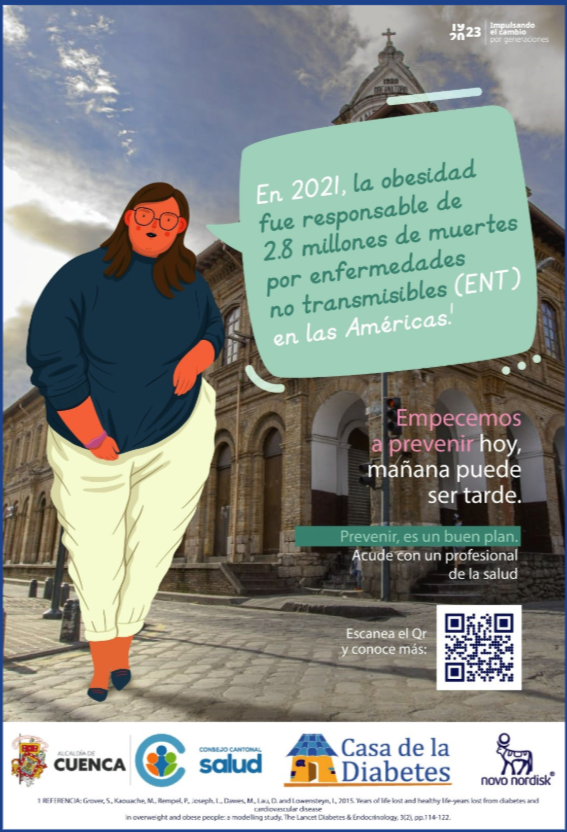 1923
2023
Impulsando
el cambio
por generaciones
En 2021, la obesidad
fue responsable de
2.8 millones de muertes
por enfermedades
no transmisibles (ENT)
en las Américas.1
Empecemos
a prevenir hoy,
mañana puede
ser tarde.
Prevenir, es un buen plan.
Acude con un profesional
de la salud
Escanea el Qr
y conoce más:
ALCALDÍA DE
CUENCA
CONSEJO CANTONAL
salud
Casa de la
Diabetes
novo nordisk®
1 REFERENCIA: Grover, S., Kaouache, M., Rempel, P., Joseph, L., Dawes, M., Lau, D. and Lowensteyn, I., 2015. Years of life lost and healthy life-years lost from diabetes and
cardiovascular disease
in overweight and obese people: a modelling study. The Lancet Diabetes & Endocrinology, 3(2), pp.114-122.